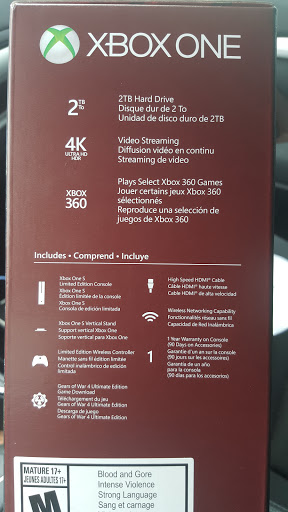 XBOX ONE
2 TB To
2TB Hard Drive
Disque dur de 2 To
Unidad de disco duro de 2TB
4K
ULTRA HD
HDR
Video Streaming
Diffusion vidéo en continu
Streaming de video
XBOX
360
Plays Select Xbox 360 Games
Jouer certains jeux Xbox 360
sélectionnés
Reproduce una selección de
juegos de Xbox 360
Includes • Comprend • Incluye
Xbox One S
Limited Edition Console
Xbox One S
Édition limitée de la console
Xbox One S
Consola de edición limitada
Xbox One S Vertical Stand
Support vertical Xbox One
Soporte vertical para Xbox One
Limited Edition Wireless Controller
Manette sans fil édition limitée
Control inalámbrico de edición
limitada
Gears of War 4 Ultimate Edition
Game Download
Téléchargement du jeu
Gears of War 4 Ultimate Edition
Descarga de juego
Gears of War 4 Ultimate Edition
High Speed HDMI® Cable
Câble HDMI® haute vitesse
Cable HDMI® de alta velocidad
Wireless Networking Capability
Fonctionnalités réseau sans fil
Capacidad de Red Inalámbrica
1
1 Year Warranty on Console
(90 Days on Accessories)
Garantie d'un an sur la console
(90 jours sur les accessoires)
Garantía de un año
para la consola
(90 días para los accesorios)
MATURE 17+
JEUNES ADULTES 17+
M
Blood and Gore
Intense Violence
Strong Language
Sang et carnage